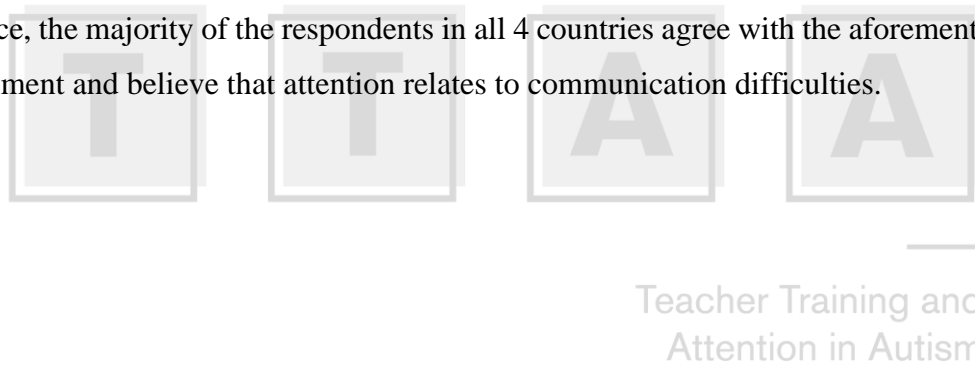 ce, the majority of the respondents in all 4 countries agree with the aforement
ment and believe that attention relates to communication difficulties.
T T A A
Teacher Training and
Attention in Autism